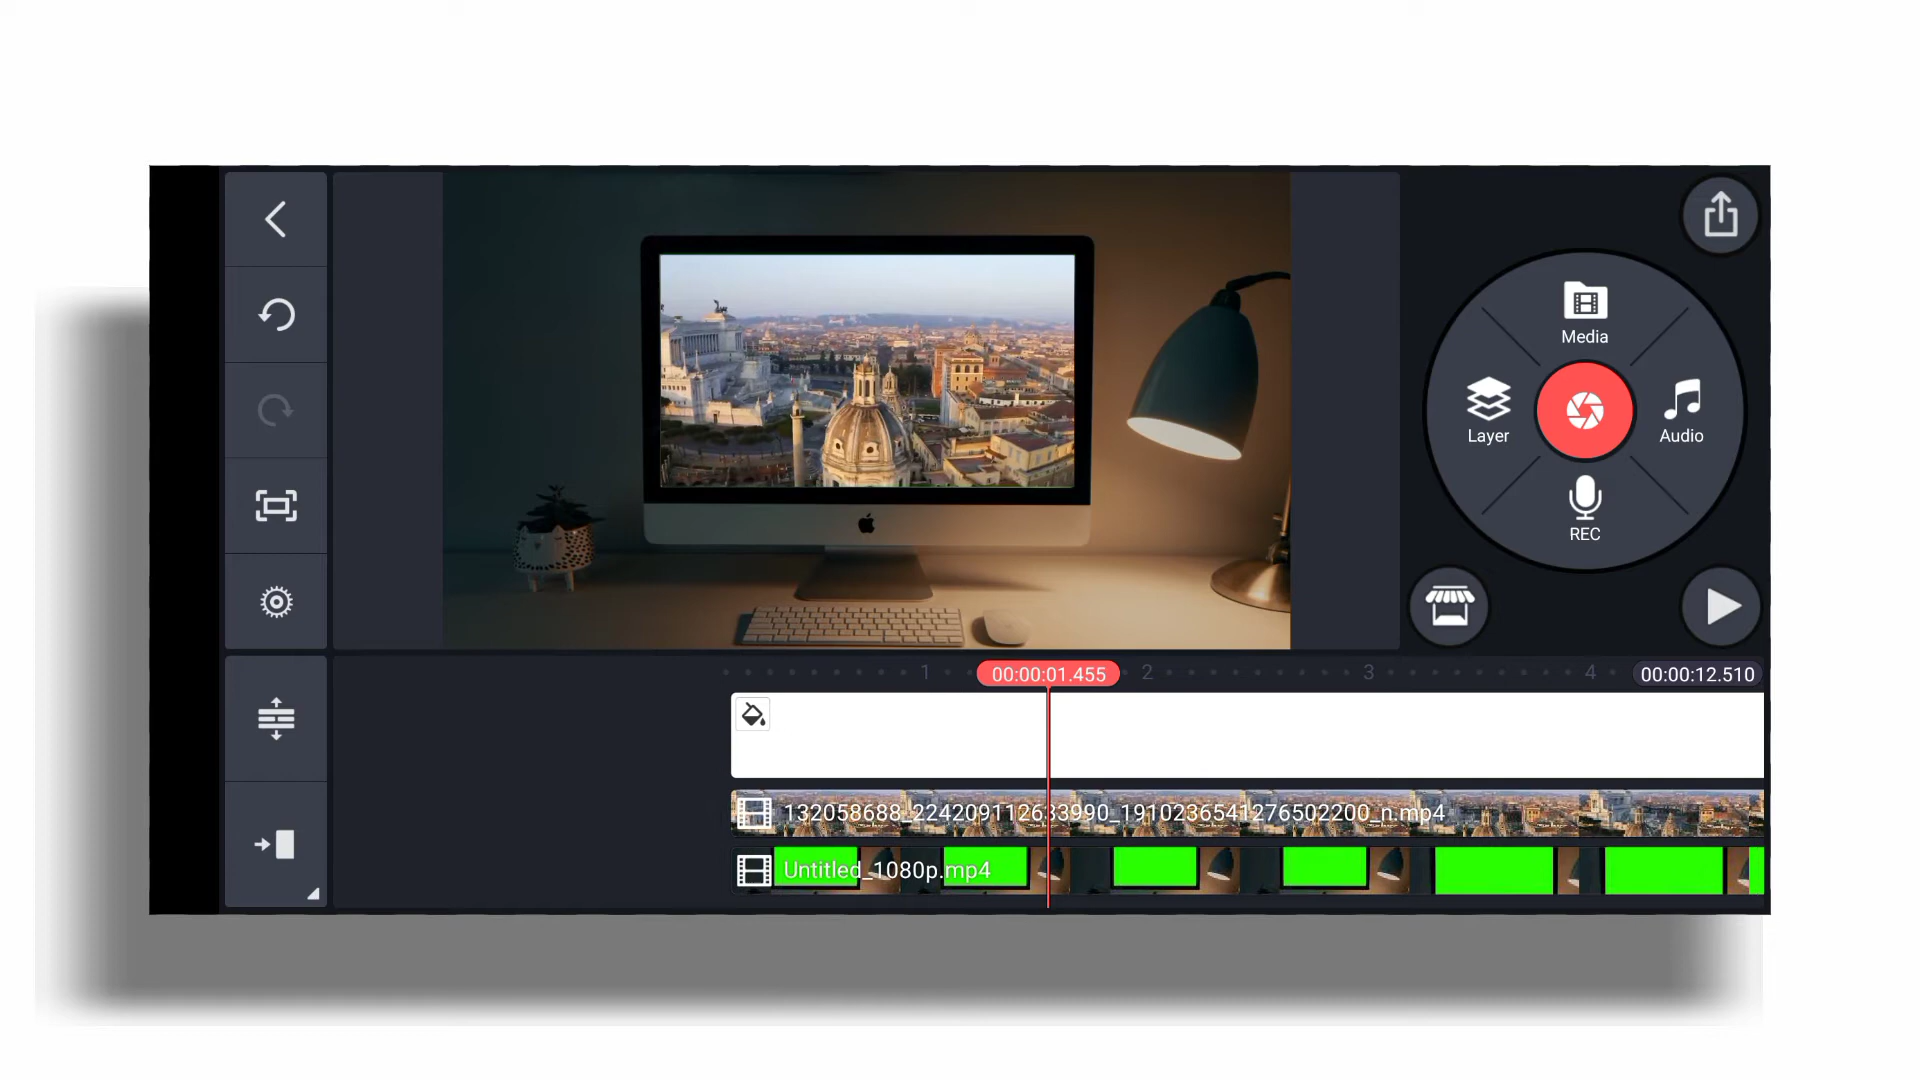 Media
Layer
Audio
REC
1
00:00:01.455
2
3
4
00:00:12.510
132058688_224209112633990_1910236541276502200_n.mp4
Untitled_1080p.mp4